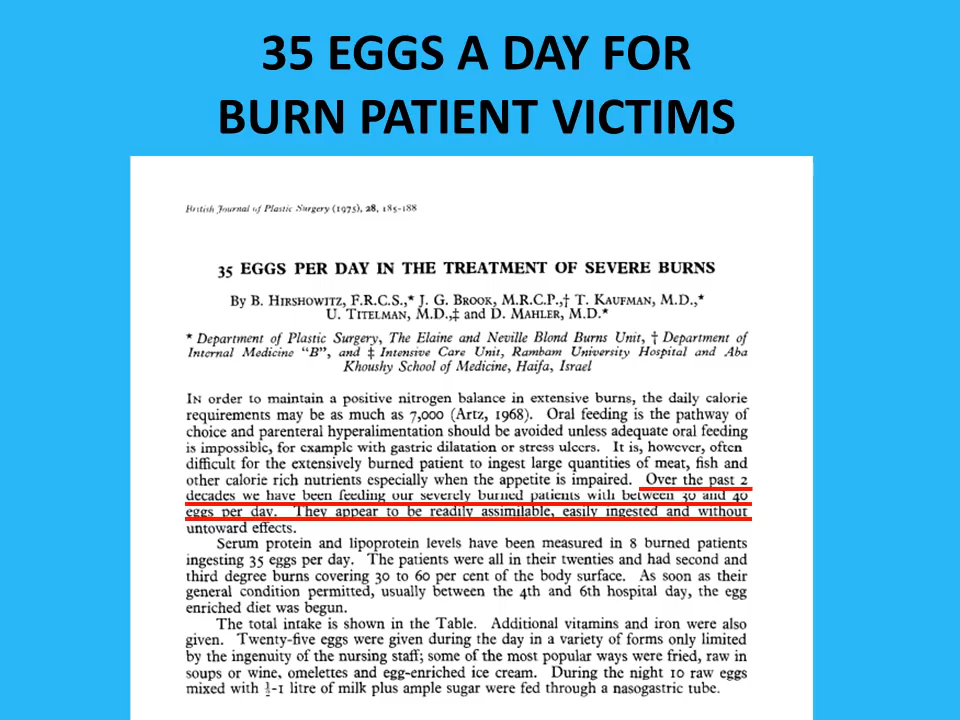 35 EGGS A DAY FOR
BURN PATIENT VICTIMS
British Journal of Plastic Surgery (1975), 28, 185-188
35 EGGS PER DAY IN THE TREATMENT OF SEVERE BURNS
By B. HIRSHOWITZ, F.R.C.S.,* J. G. BROOK, M.R.C.P.,† T. KAUFMAN, M.D.,*
U. TITELMAN, M.D.,‡ and D. MAHLER, M.D.*
* Department of Plastic Surgery, The Elaine and Neville Blond Burns Unit, † Department of
Internal Medicine “B”, and ‡ Intensive Care Unit, Rambam University Hospital and Aba
Khoushy School of Medicine, Haifa, Israel
IN order to maintain a positive nitrogen balance in extensive burns, the daily calorie
requirements may be as much as 7,000 (Artz, 1968). Oral feeding is the pathway of
choice and parenteral hyperalimentation should be avoided unless adequate oral feeding
is impossible, for example with gastric dilatation or stress ulcers. It is, however, often
difficult for the extensively burned patient to ingest large quantities of meat, fish and
other calorie rich nutrients especially when the appetite is impaired. Over the past 2
decades we have been feeding our severely burned patients with between 30 and 40
eggs per day. They appear to be readily assimilable, easily ingested and without
untoward effects.
Serum protein and lipoprotein levels have been measured in 8 burned patients
ingesting 35 eggs per day. The patients were all in their twenties and had second and
third degree burns covering 30 to 60 per cent of the body surface. As soon as their
general condition permitted, usually between the 4th and 6th hospital day, the egg
enriched diet was begun.
The total intake is shown in the Table. Additional vitamins and iron were also
given. Twenty-five eggs were given during the day in a variety of forms only limited
by the ingenuity of the nursing staff; some of the most popular ways were fried, raw in
soups or wine, omelettes and egg-enriched ice cream. During the night 10 raw eggs
mixed with ½-1 litre of milk plus ample sugar were fed through a nasogastric tube.